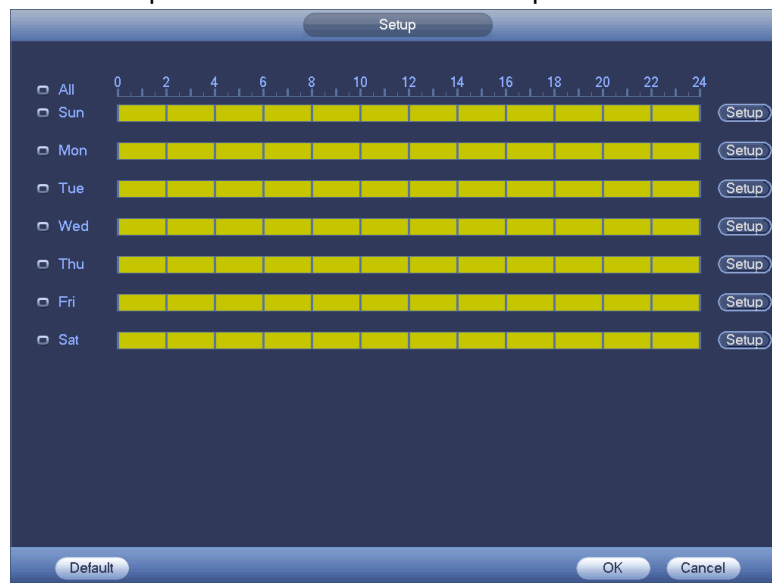 Setup
All 0 2 4 6 8 10 12 14 16 18 20 22 24
Sun Setup
Mon Setup
Tue Setup
Wed Setup
Thu Setup
Fri Setup
Sat Setup
Default OK Cancel